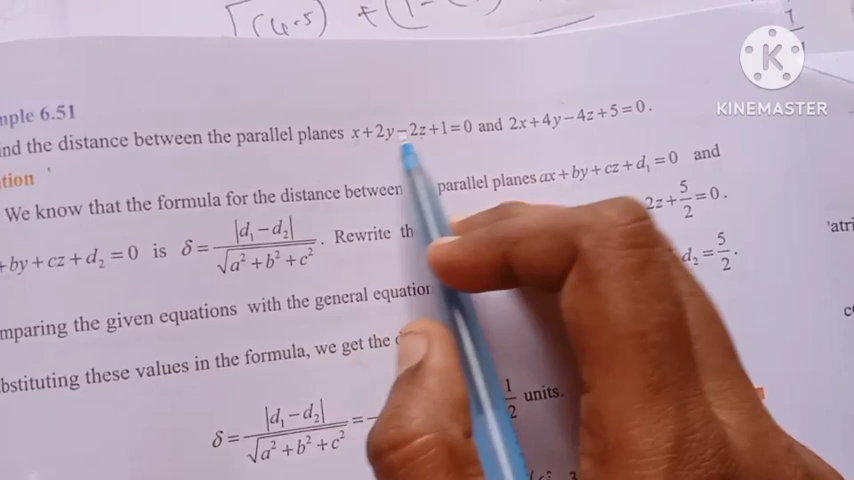 mple 6.51
nd the distance between the parallel planes x+2y−2z+1=0 and 2x+4y−4z+5=0.
tion
We know that the formula for the distance between parallel planes ax+by+cz+d₁=0 and
+by+cz+d₂=0 is δ=|d₁−d₂|/√(a²+b²+c²). Rewrite th 2z+5/2=0.
mparing the given equations with the general equation d₂=5/2.
bstituting these values in the formula, we get the
δ=|d₁−d₂|/√(a²+b²+c²)= 1/2 units.
KINEMASTER